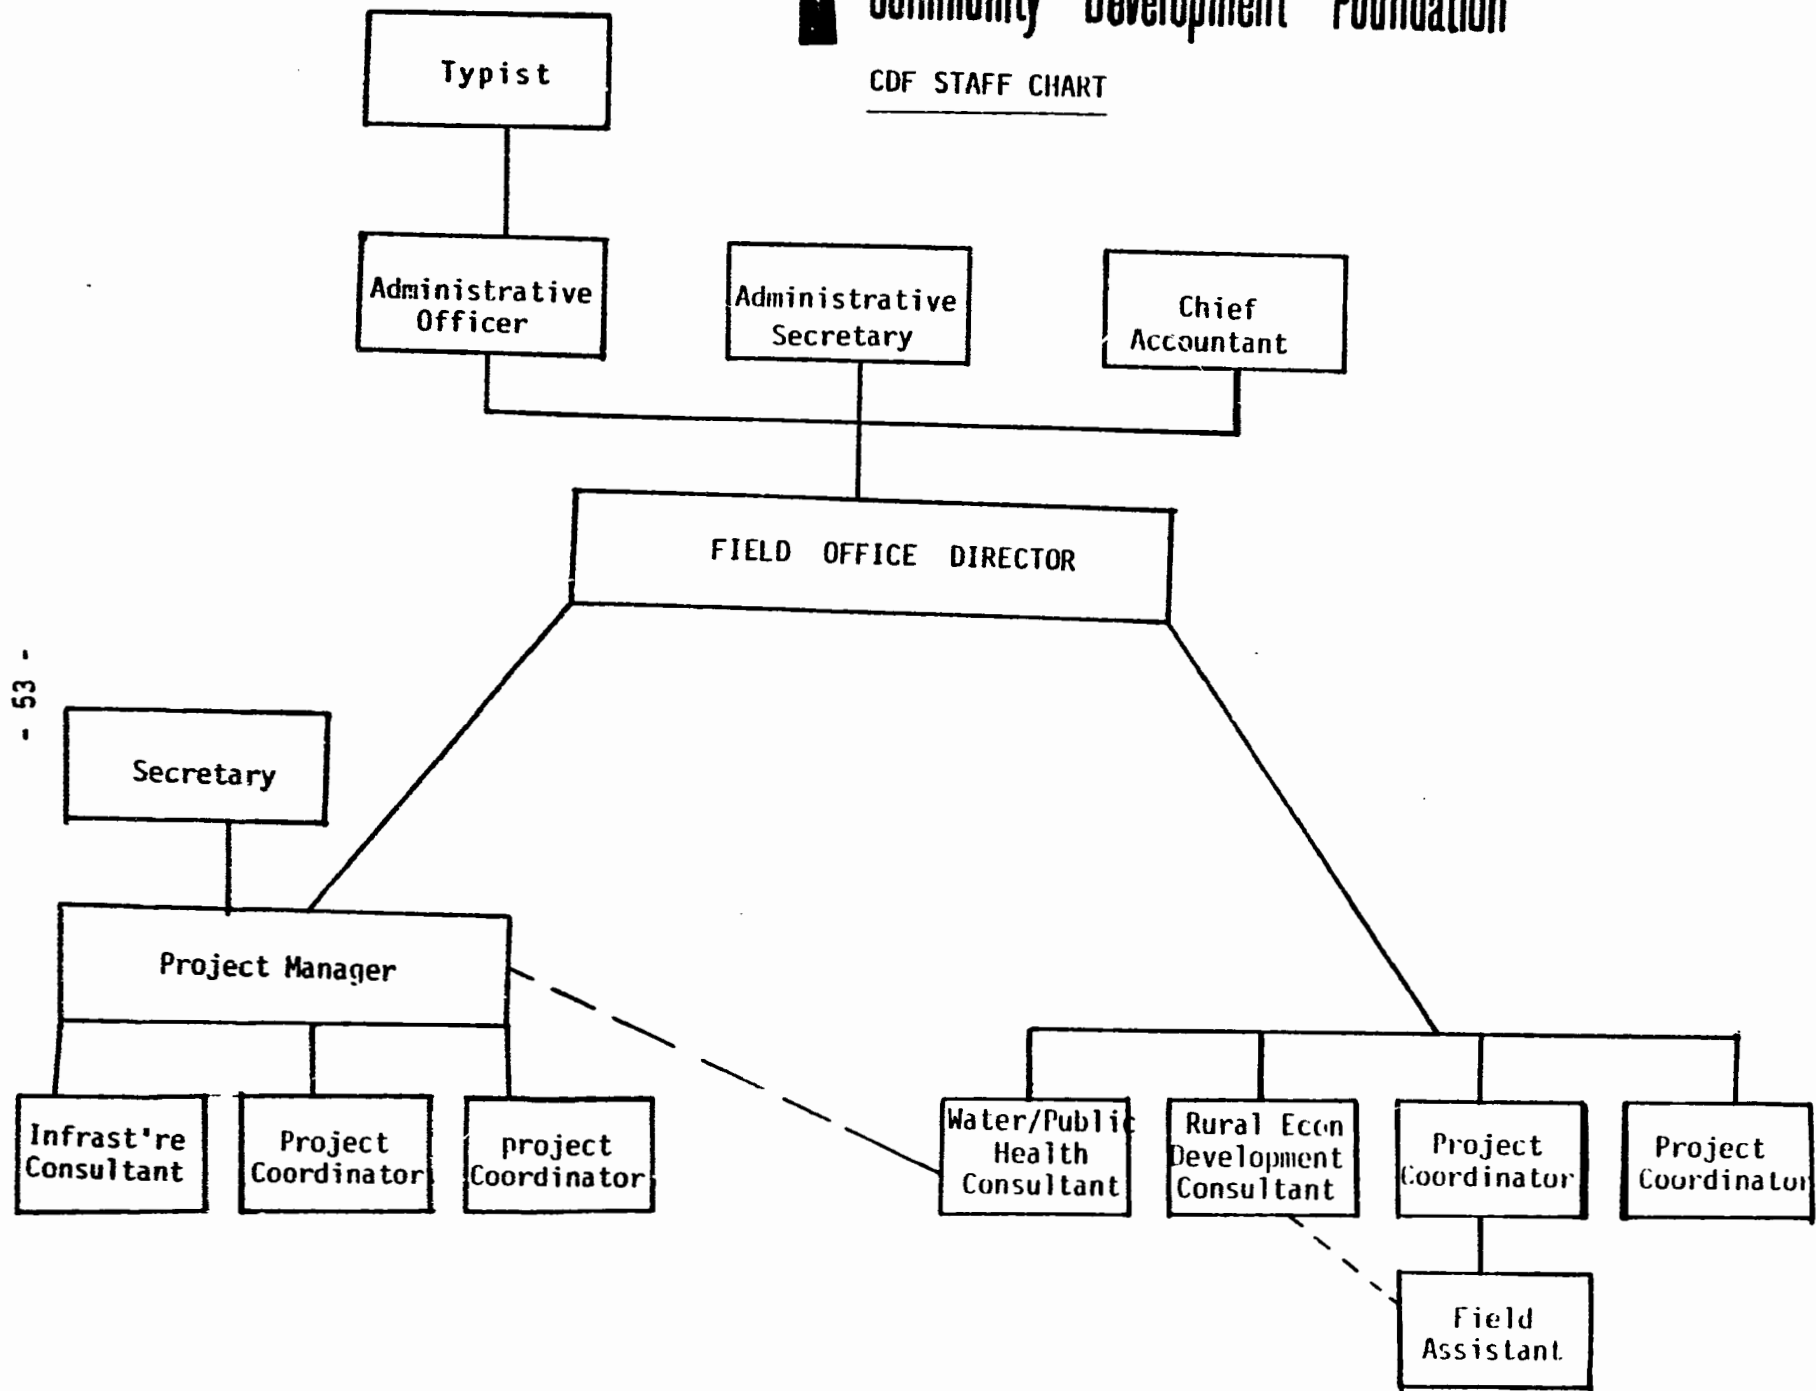 Community Development Foundation
CDF STAFF CHART
Typist
Administrative
Officer
Administrative
Secretary
Chief
Accountant
FIELD OFFICE DIRECTOR
- 53 -
Secretary
Project Manager
Infrast're
Consultant
Project
Coordinator
project
Coordinator
Water/Public
Health
Consultant
Rural Econ
Development
Consultant
Project
Coordinator
Project
Coordinator
Field
Assistant